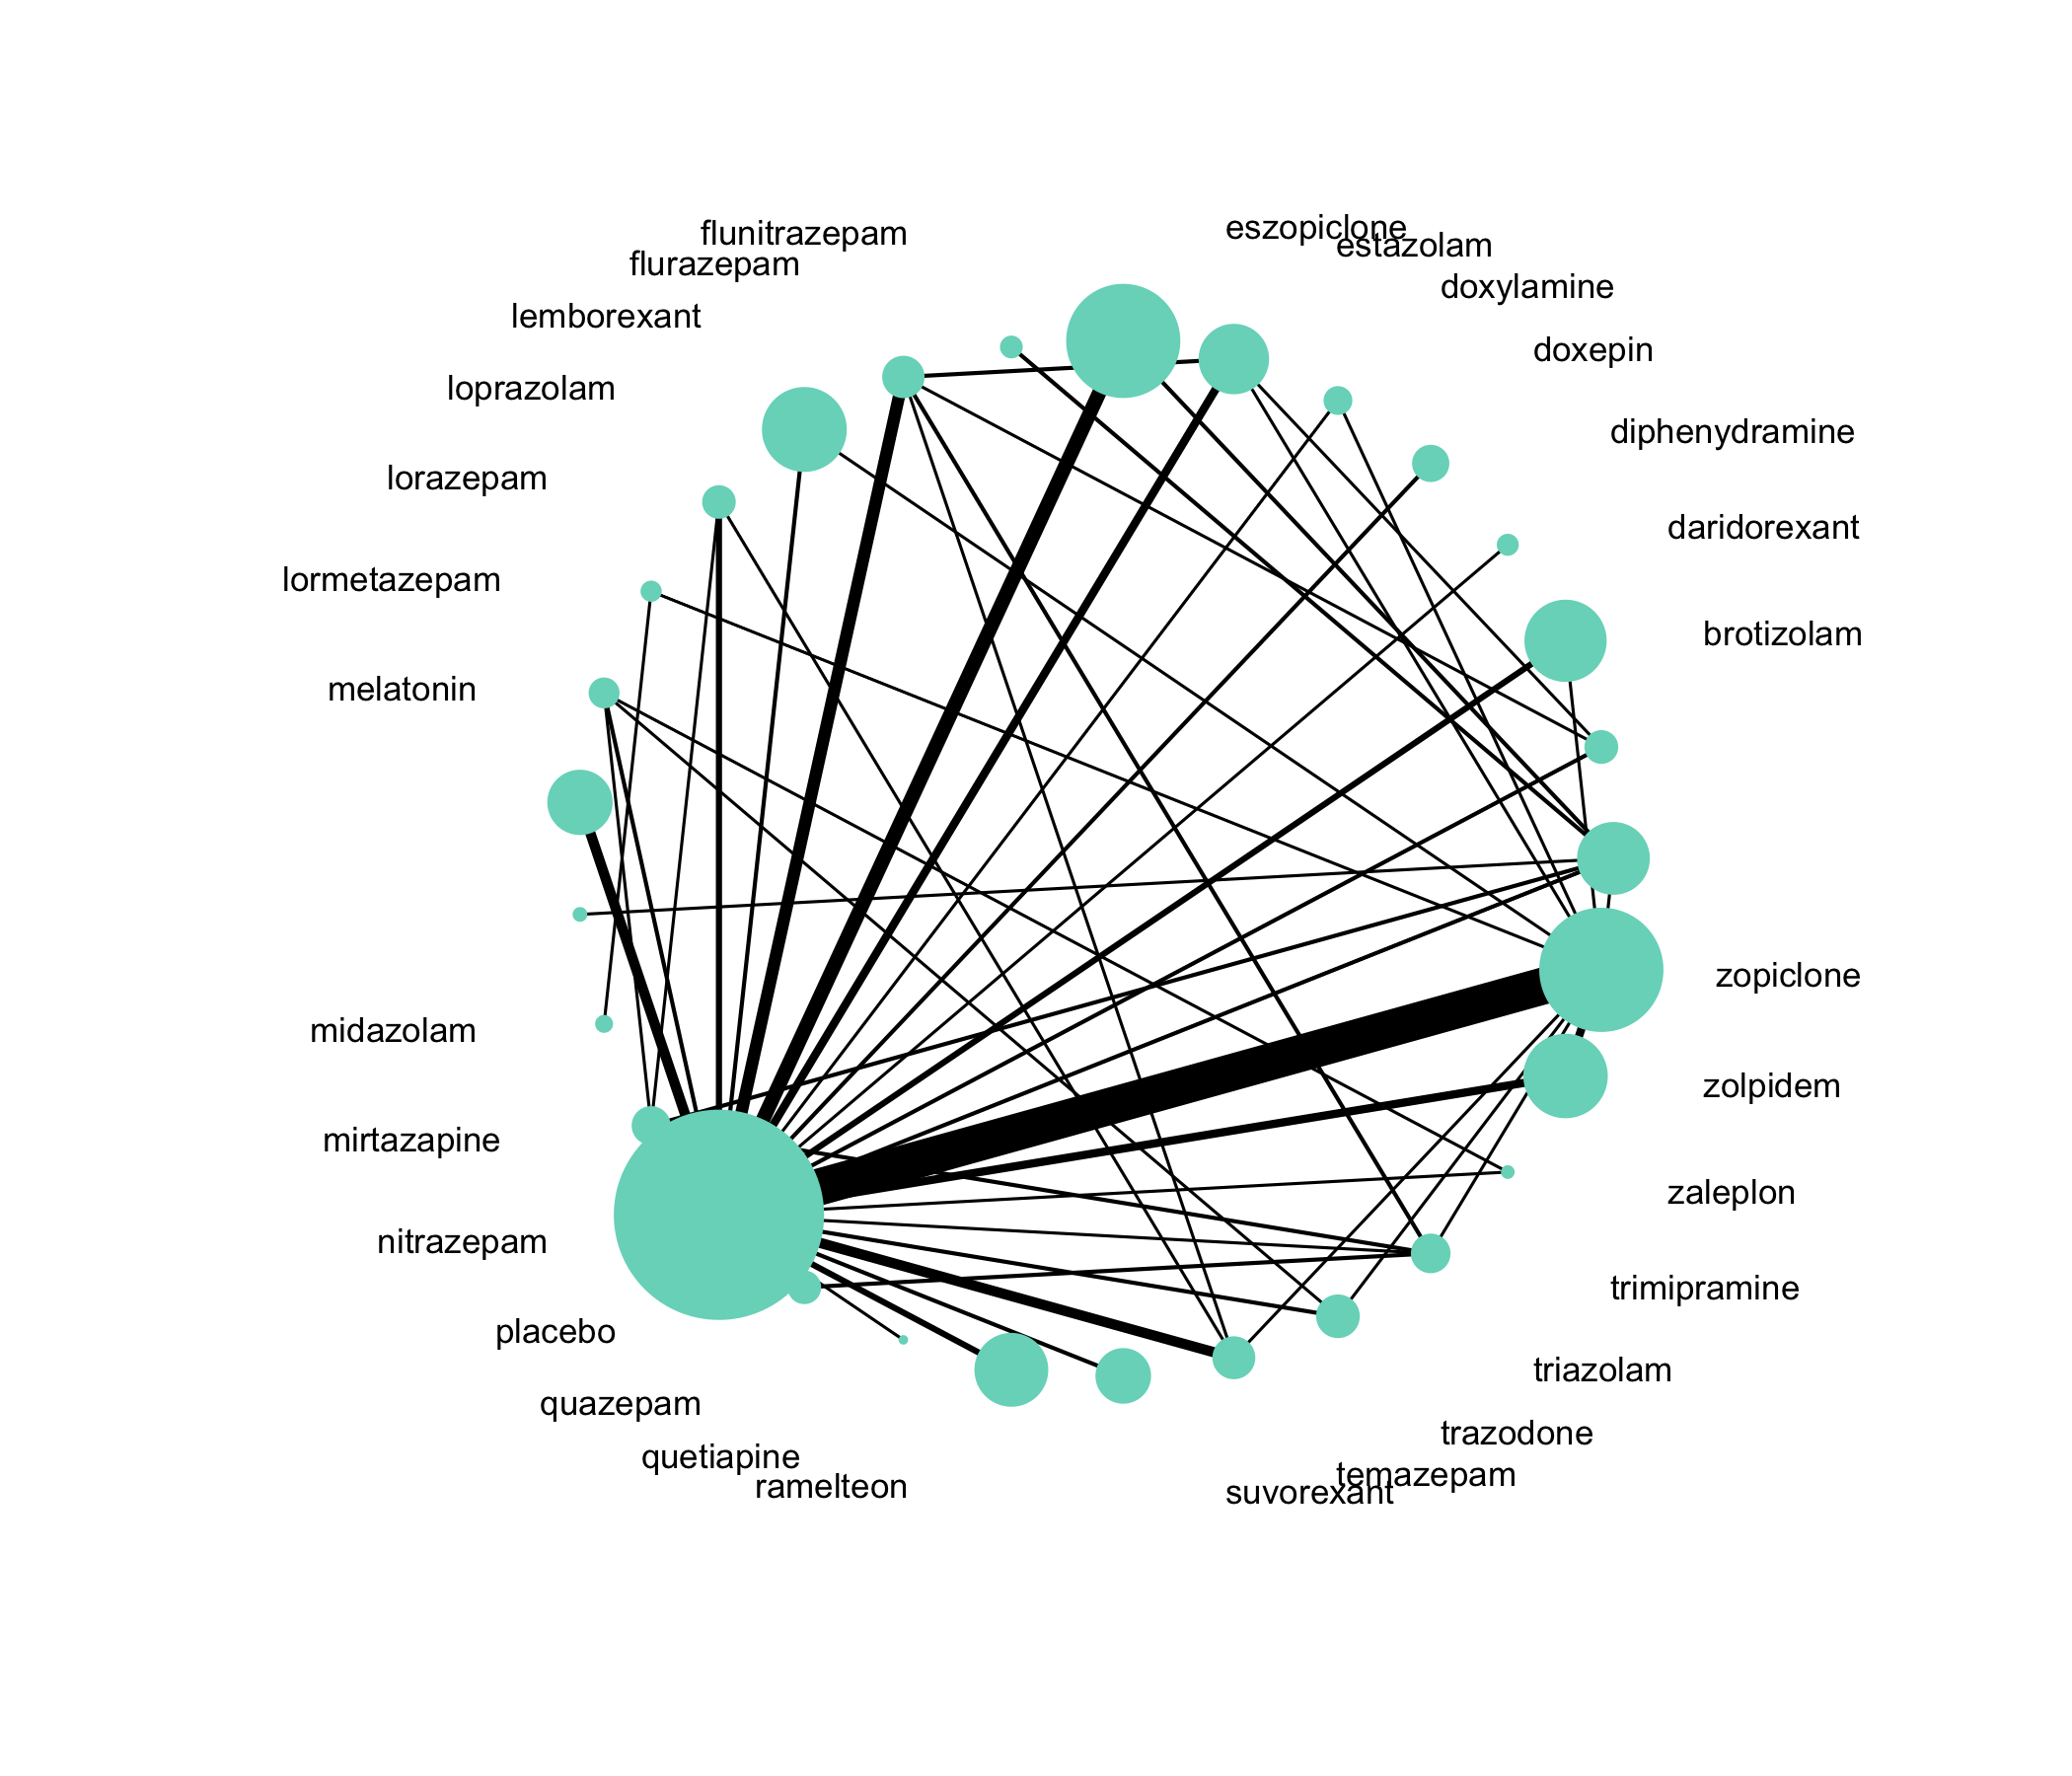 eszopiclone
flunitrazepam
estazolam
flurazepam
doxylamine
lemborexant
doxepin
loprazolam
diphenydramine
lorazepam
daridorexant
lormetazepam
brotizolam
melatonin
zopiclone
midazolam
zolpidem
mirtazapine
zaleplon
nitrazepam
trimipramine
placebo
triazolam
quazepam
trazodone
quetiapine
temazepam
ramelteon
suvorexant